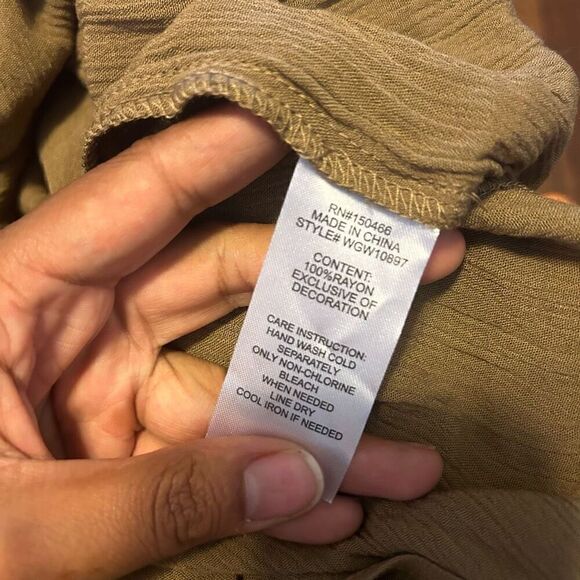 RN#150466
MADE IN CHINA
STYLE# WGW10897
CONTENT:
100%RAYON
EXCLUSIVE OF
DECORATION
CARE INSTRUCTION:
HAND WASH COLD
SEPARATELY
ONLY NON-CHLORINE
BLEACH
WHEN NEEDED
LINE DRY
COOL IRON IF NEEDED